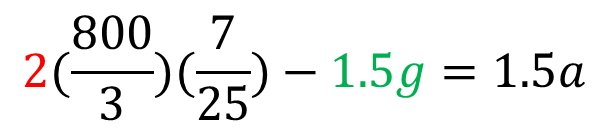 2(800/3)(7/25) − 1.5g = 1.5a